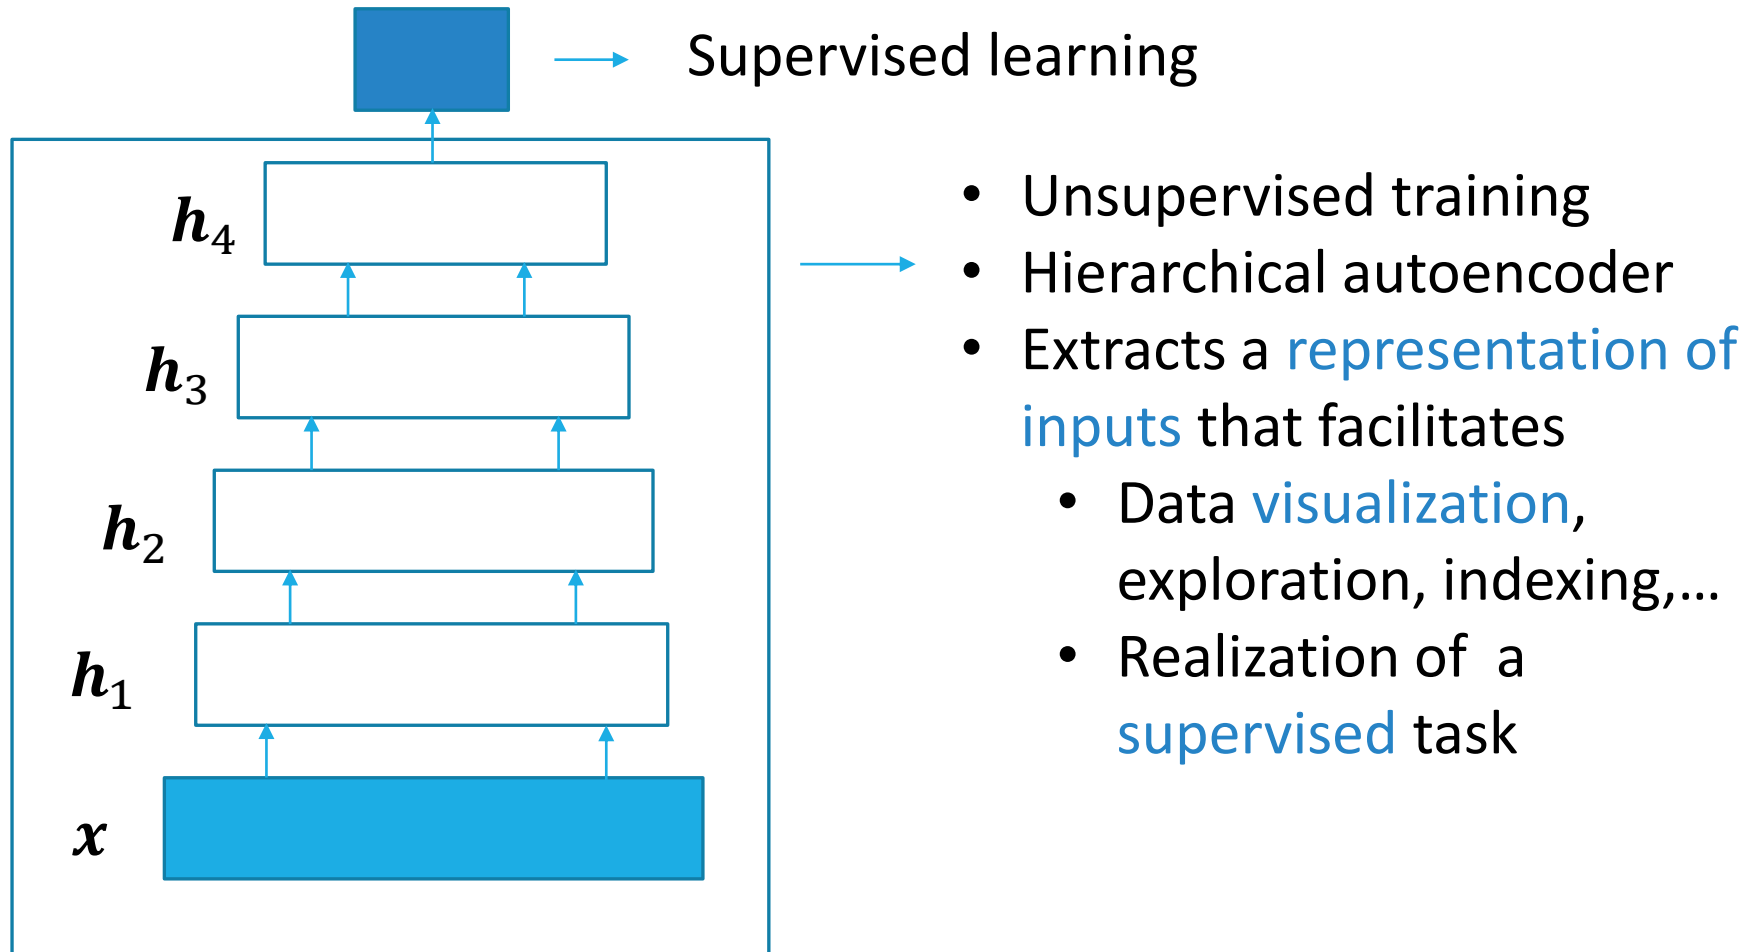 Supervised learning
h4
h3
h2
h1
x
• Unsupervised training
• Hierarchical autoencoder
• Extracts a representation of
inputs that facilitates
• Data visualization,
exploration, indexing,...
• Realization of a
supervised task